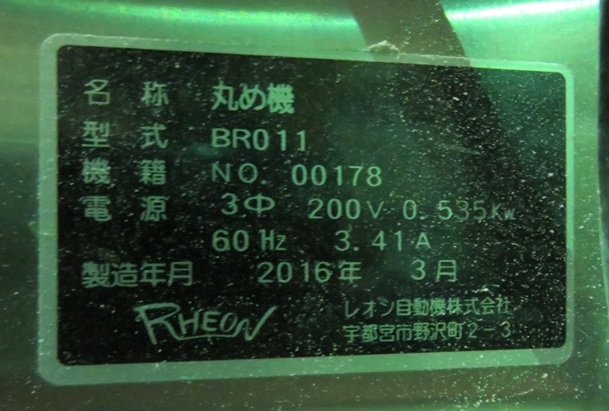 名称 丸め機
型式 BR011
機籍 NO. 00178
電源 3Φ 200V 0.535Kw
60Hz 3.41A
製造年月 2016年 3月
RHEON
レオン自動機株式会社
宇都宮市野沢町2-3